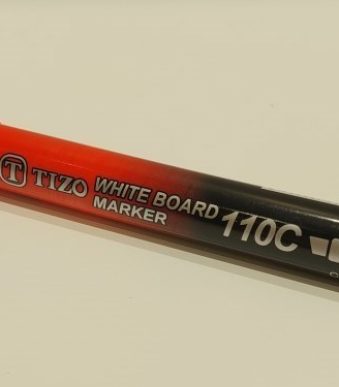 T TIZO WHITE BOARD
MARKER 110C